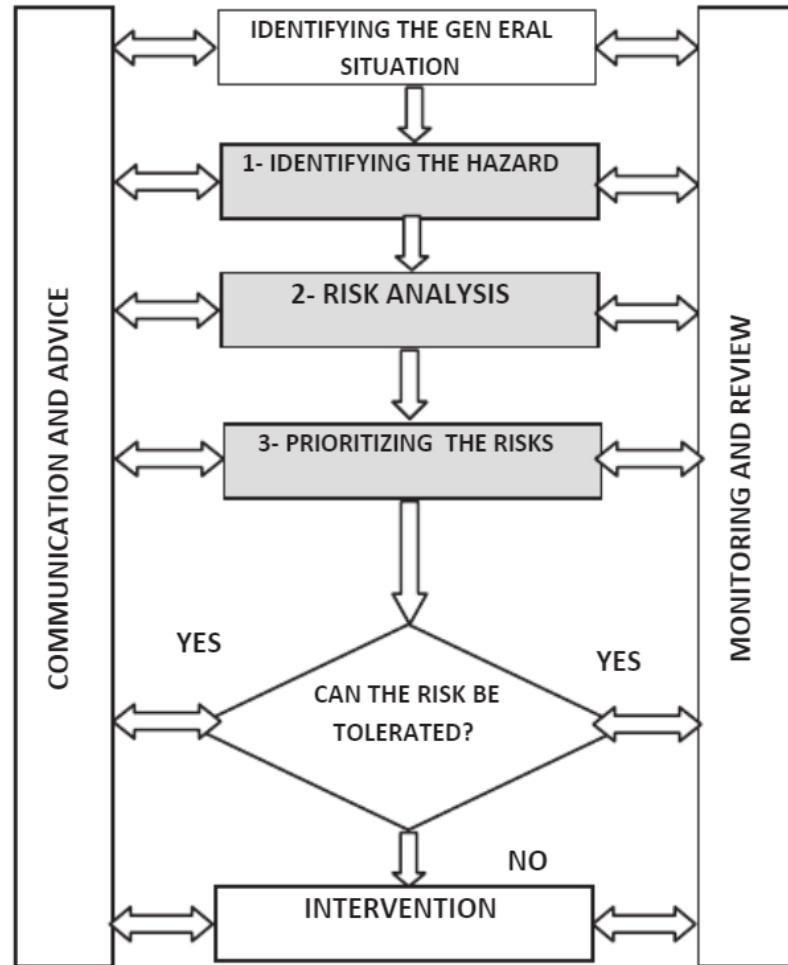 IDENTIFYING THE GEN ERAL
SITUATION
1- IDENTIFYING THE HAZARD
2- RISK ANALYSIS
3- PRIORITIZING THE RISKS
COMMUNICATION AND ADVICE
MONITORING AND REVIEW
YES
YES
CAN THE RISK BE
TOLERATED?
NO
INTERVENTION